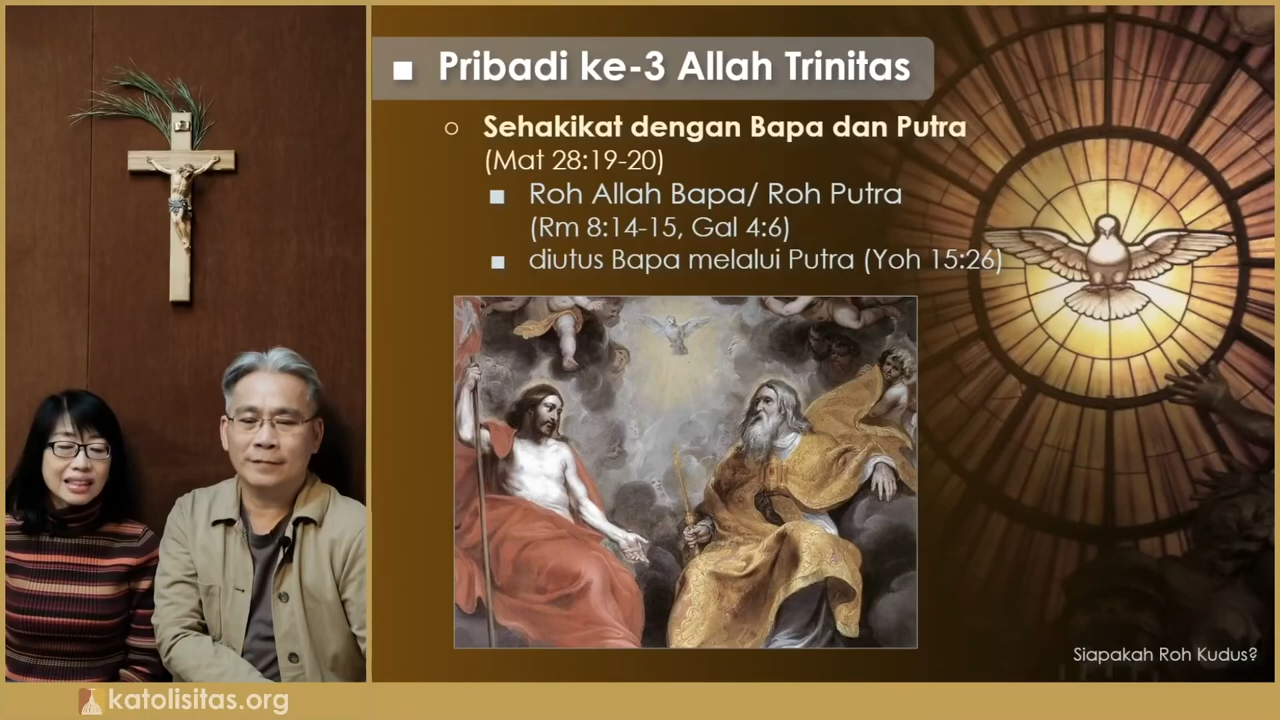 Pribadi ke-3 Allah Trinitas
Sehakikat dengan Bapa dan Putra
(Mat 28:19-20)
Roh Allah Bapa/ Roh Putra
(Rm 8:14-15, Gal 4:6)
diutus Bapa melalui Putra (Yoh 15:26)
Siapakah Roh Kudus?
katolisitas.org